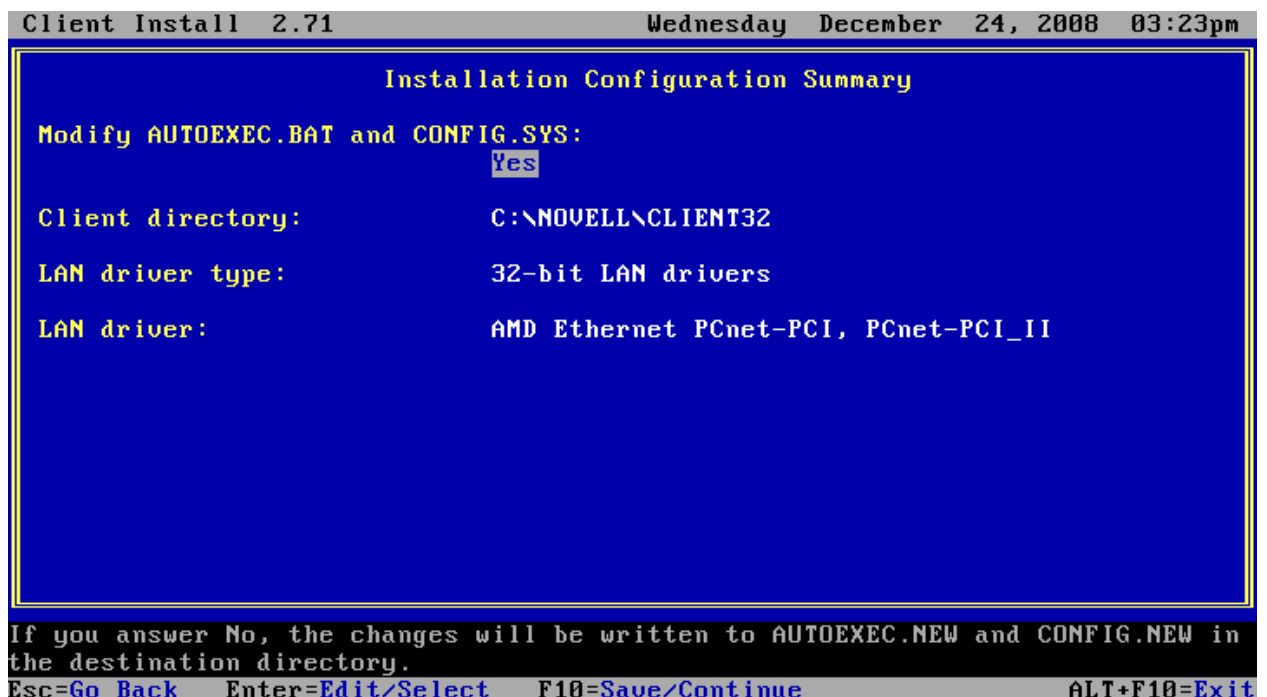 Client Install 2.71 Wednesday December 24, 2008 03:23pm
Installation Configuration Summary
Modify AUTOEXEC.BAT and CONFIG.SYS:
Yes
Client directory: C:\NOVELL\CLIENT32
LAN driver type: 32-bit LAN drivers
LAN driver: AMD Ethernet PCnet-PCI, PCnet-PCI_II
If you answer No, the changes will be written to AUTOEXEC.NEW and CONFIG.NEW in
the destination directory.
Esc=Go Back Enter=Edit/Select F10=Save/Continue ALT+F10=Exit